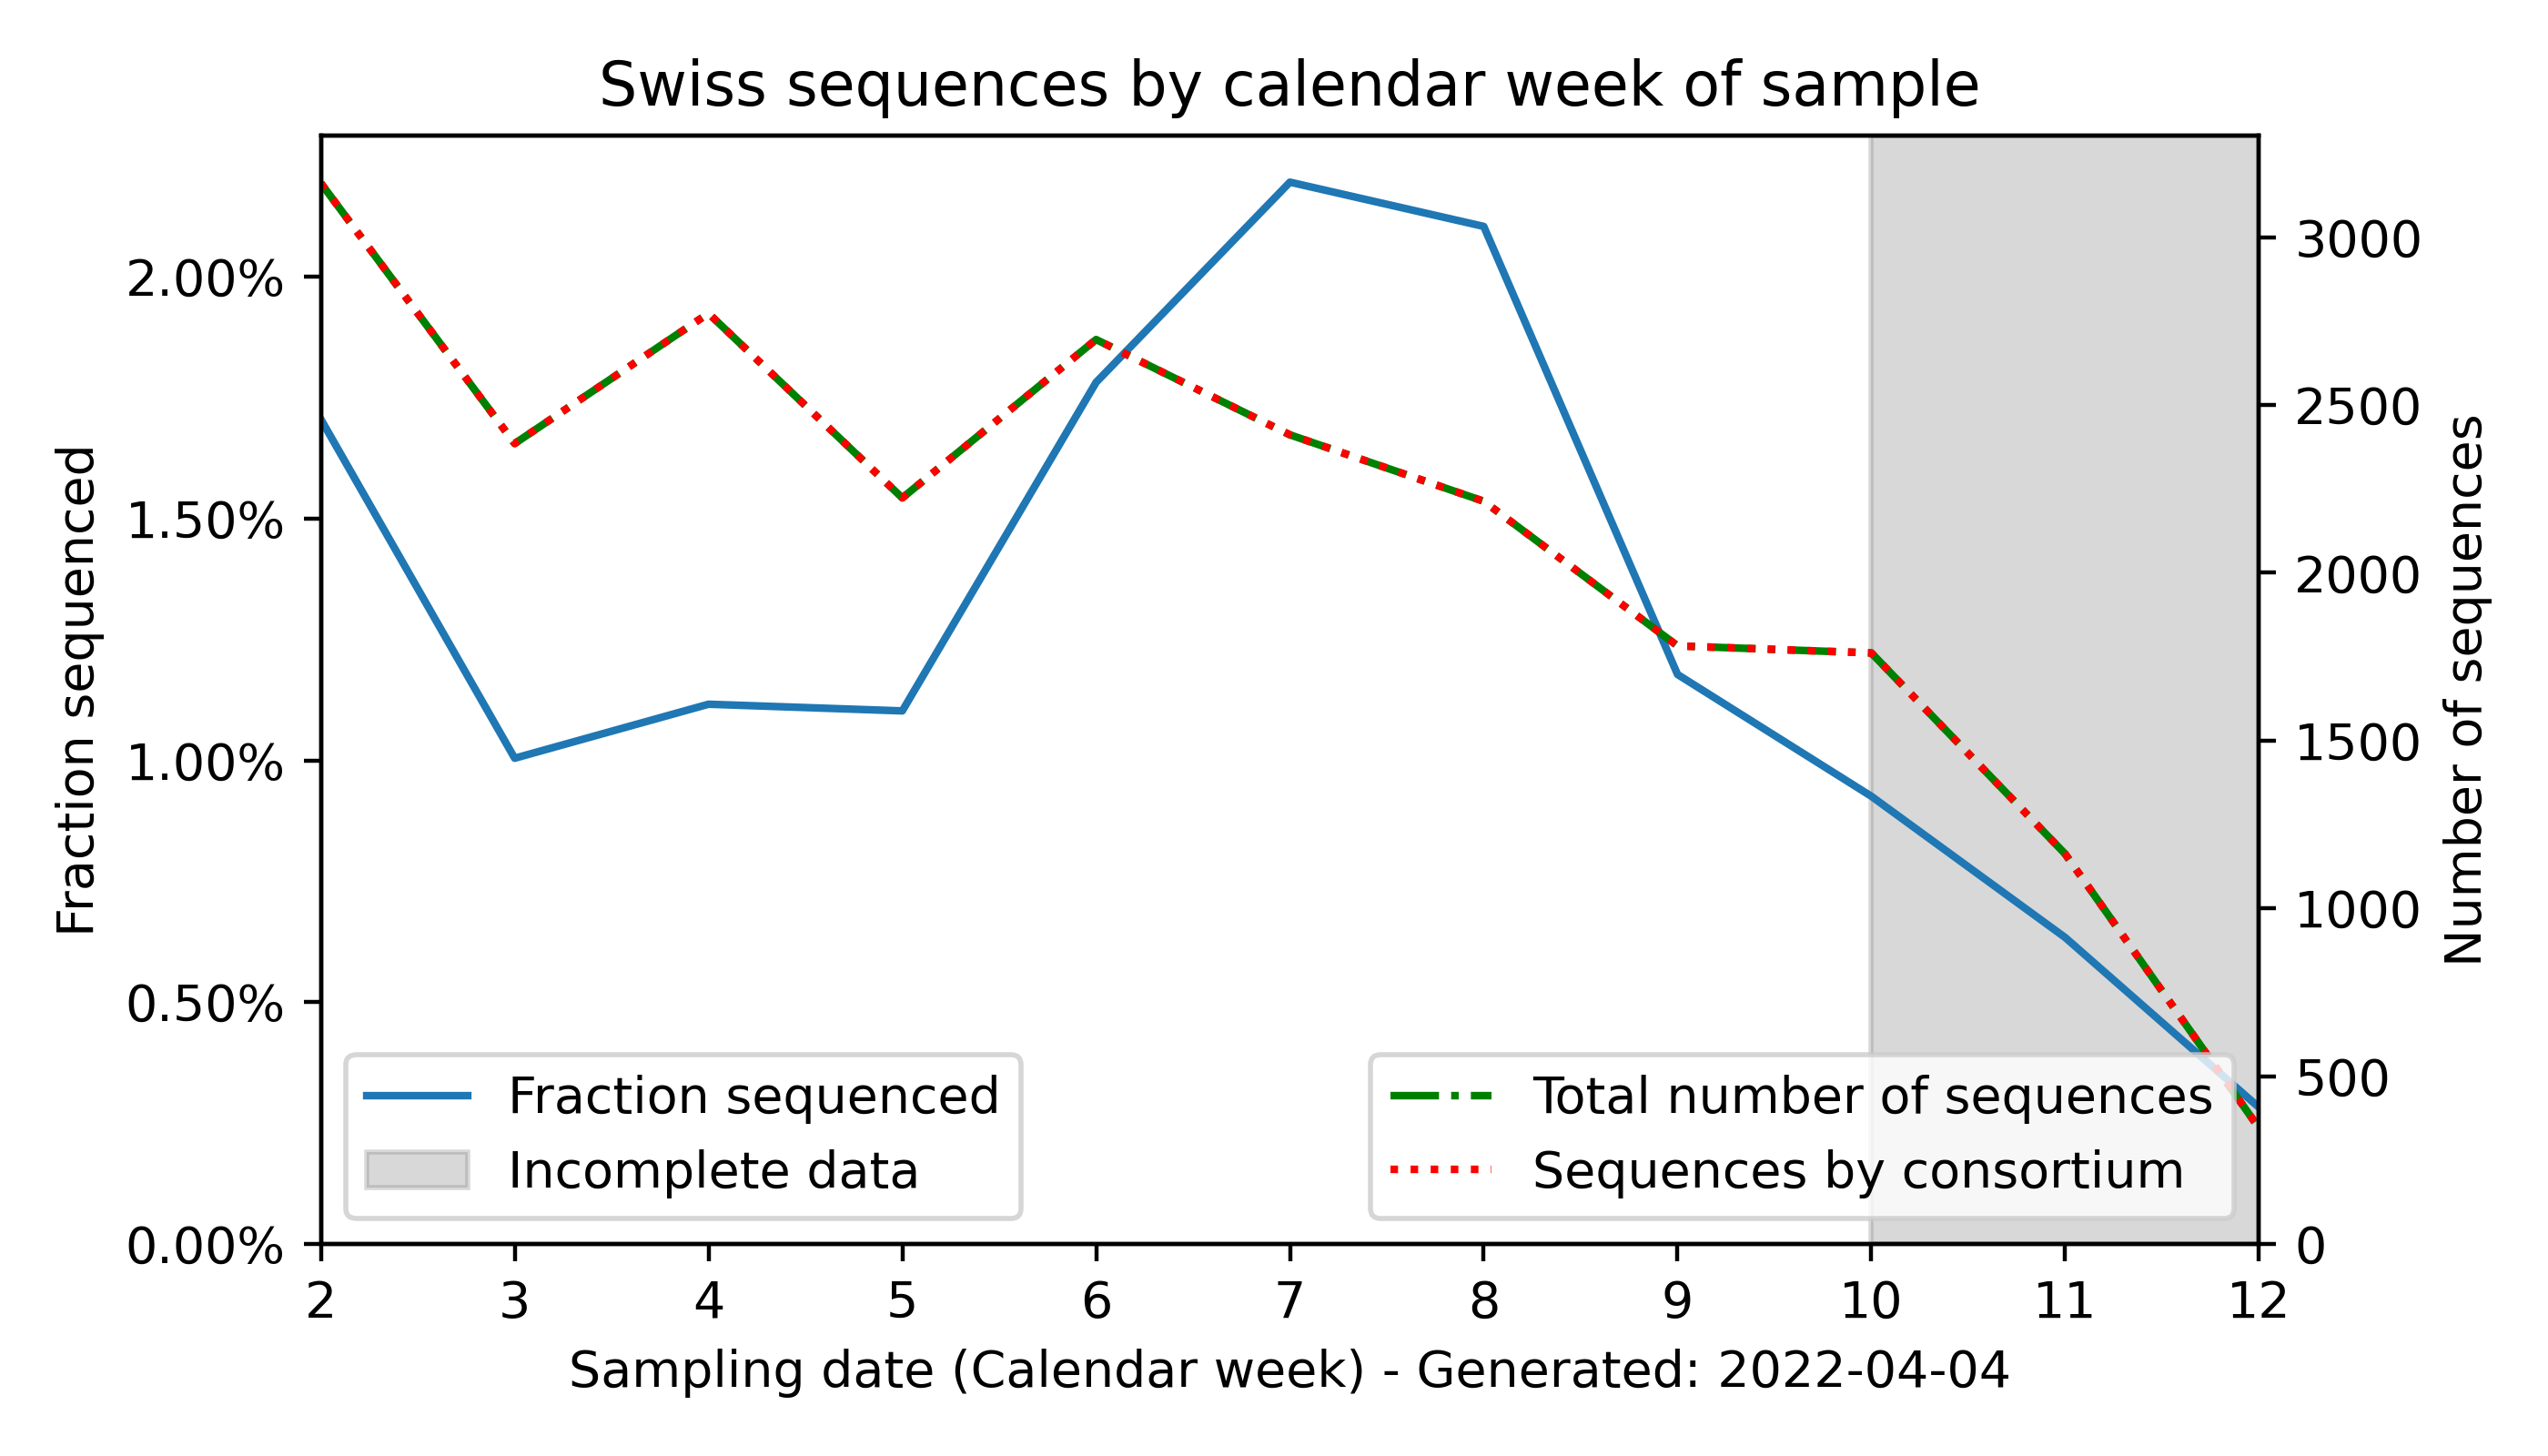 Swiss sequences by calendar week of sample
Fraction sequenced
2.00%
1.50%
1.00%
0.50%
0.00%
3000
2500
2000
1500
1000
500
0
Number of sequences
Fraction sequenced
Incomplete data
Total number of sequences
Sequences by consortium
2 3 4 5 6 7 8 9 10 11 12
Sampling date (Calendar week) - Generated: 2022-04-04